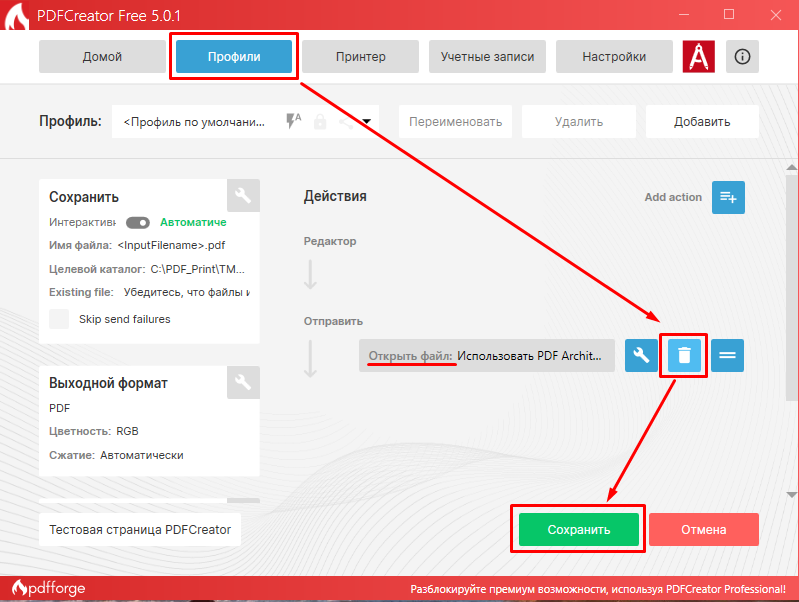 PDFCreator Free 5.0.1
Домой
Профили
Принтер
Учетные записи
Настройки
Профиль:
<Профиль по умолчани...
Переименовать
Удалить
Добавить
Сохранить
Интерактивн
Автоматиче
Имя файла: <InputFilename>.pdf
Целевой каталог: C:\PDF_Print\TM...
Existing file: Убедитесь, что файлы и
Skip send failures
Выходной формат
PDF
Цветность: RGB
Сжатие: Автоматически
Действия
Add action
Редактор
Отправить
Открыть файл: Использовать PDF Archit...
Тестовая страница PDFCreator
Сохранить
Отмена
pdfforge
Разблокируйте премиум возможности, используя PDFCreator Professional!